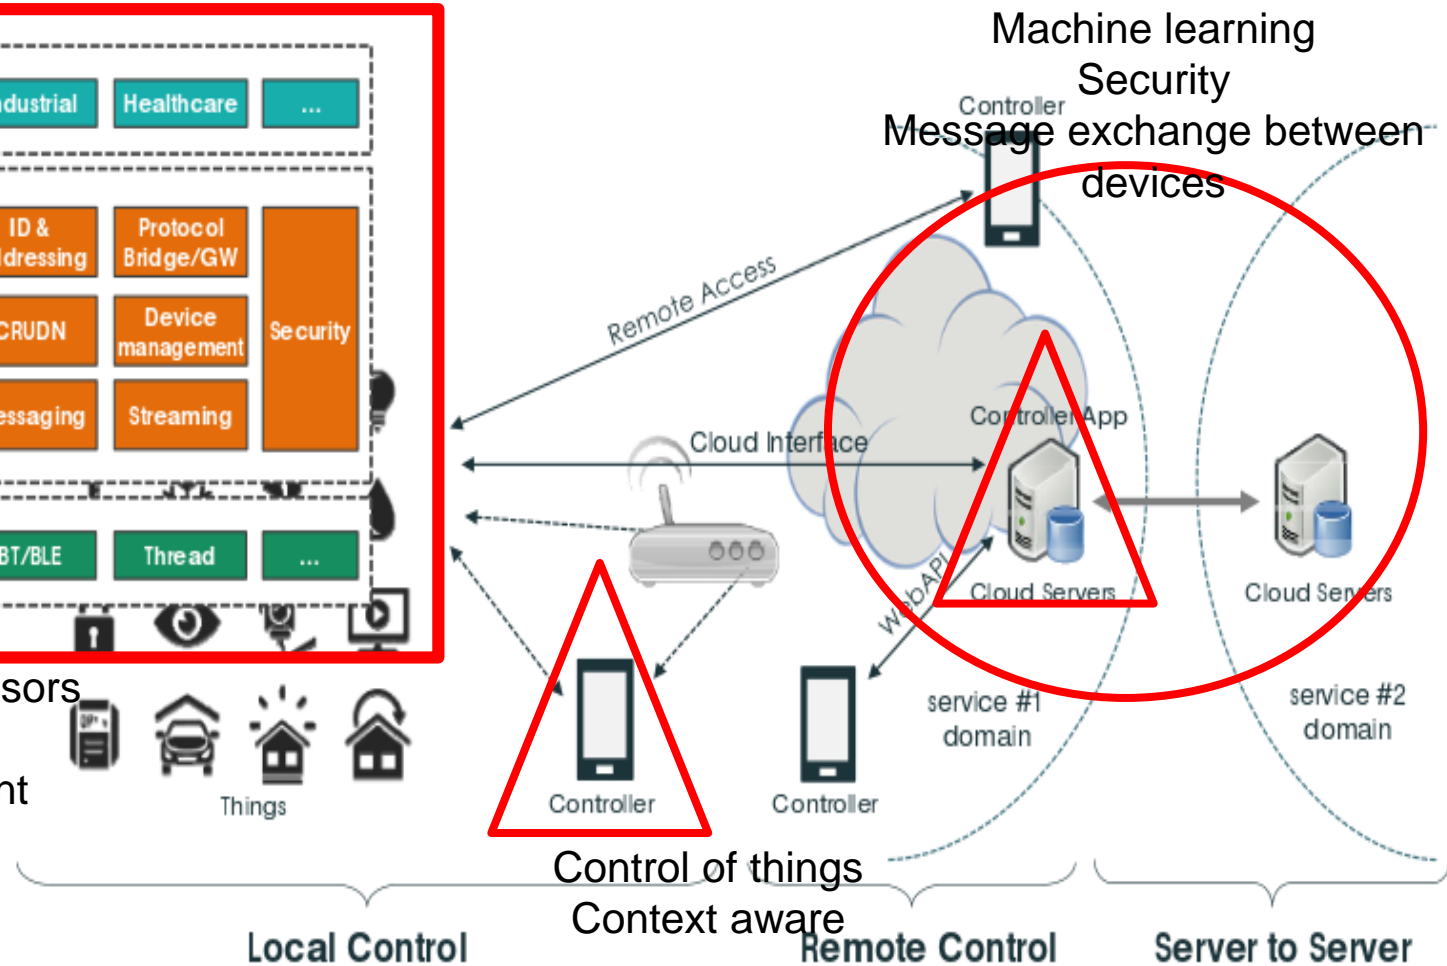 Machine learning
Security
Message exchange between
devices
Controller
ndustrial
Healthcare
...
ID &
ddressing
Protocol
Bridge/GW
CRUDN
Device
management
Security
essaging
Streaming
BT/BLE
Thread
...
Remote Access
Cloud Interface
Controller App
WebAPI
Cloud Servers
Cloud Servers
service #1
domain
service #2
domain
sors
nt
Things
Controller
Controller
Control of things
Context aware
Local Control
Remote Control
Server to Server